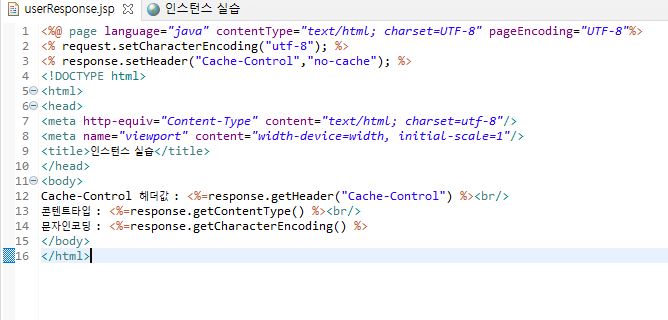 userResponse.jsp 인스턴스 실습
1 <%@ page language="java" contentType="text/html; charset=UTF-8" pageEncoding="UTF-8"%>
2 <% request.setCharacterEncoding("utf-8"); %>
3 <% response.setHeader("Cache-Control","no-cache"); %>
4 <!DOCTYPE html>
5 <html>
6 <head>
7 <meta http-equiv="Content-Type" content="text/html; charset=utf-8"/>
8 <meta name="viewport" content="width-device=width, initial-scale=1"/>
9 <title>인스턴스 실습</title>
10 </head>
11 <body>
12 Cache-Control 헤더값 : <%=response.getHeader("Cache-Control") %><br/>
13 콘텐트타입 : <%=response.getContentType() %><br/>
14 문자인코딩 : <%=response.getCharacterEncoding() %>
15 </body>
16 </html>